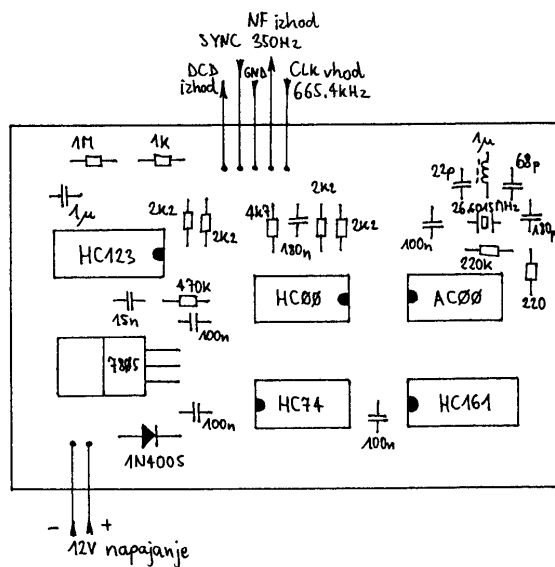 NF izhod
SYNC 350Hz
DCD izhod
GND
CLK vhod
665.4kHz
1M
1k
1µ
2k2
2k2
4k7
180n
2k2
2k2
1µ
22p
68p
26.6015MHz
100n
180p
220k
220
HC123
15n
470k
100n
HC00
AC00
7805
100n
HC74
HC161
100n
1N4005
-
+
12V napajanje